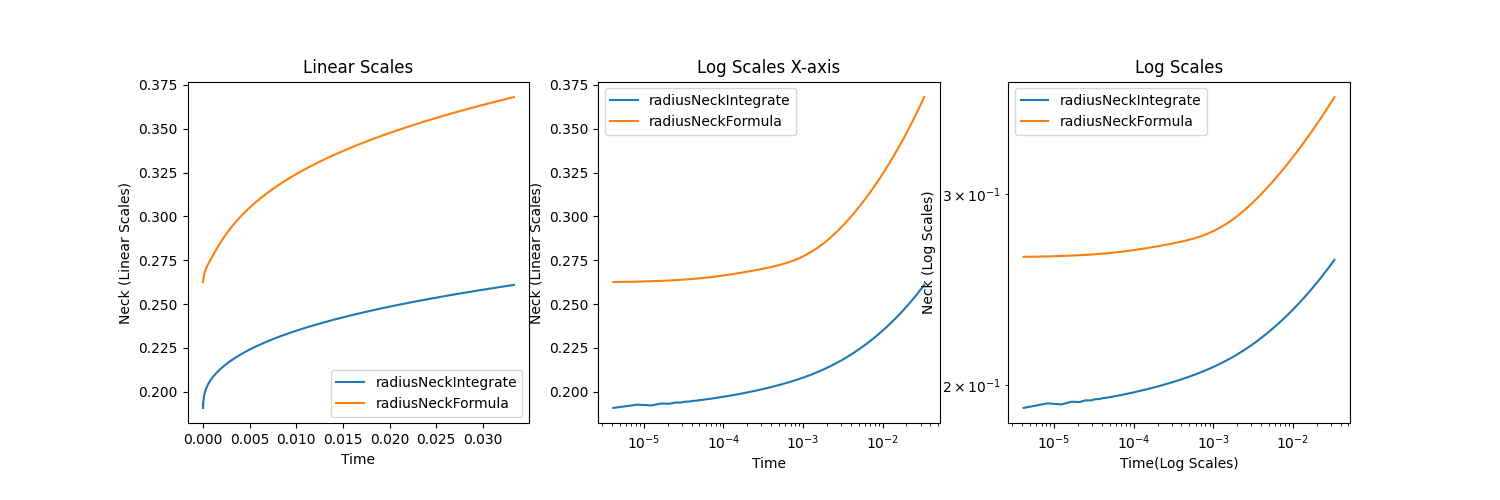 Linear Scales
Neck (Linear Scales)
0.375
0.350
0.325
0.300
0.275
0.250
0.225
0.200
radiusNeckIntegrate
radiusNeckFormula
0.000 0.005 0.010 0.015 0.020 0.025 0.030
Time
Log Scales X-axis
Neck (Linear Scales)
0.375
0.350
0.325
0.300
0.275
0.250
0.225
0.200
radiusNeckIntegrate
radiusNeckFormula
10⁻⁵ 10⁻⁴ 10⁻³ 10⁻²
Time
Log Scales
Neck (Log Scales)
3 × 10⁻¹
2 × 10⁻¹
radiusNeckIntegrate
radiusNeckFormula
10⁻⁵ 10⁻⁴ 10⁻³ 10⁻²
Time(Log Scales)